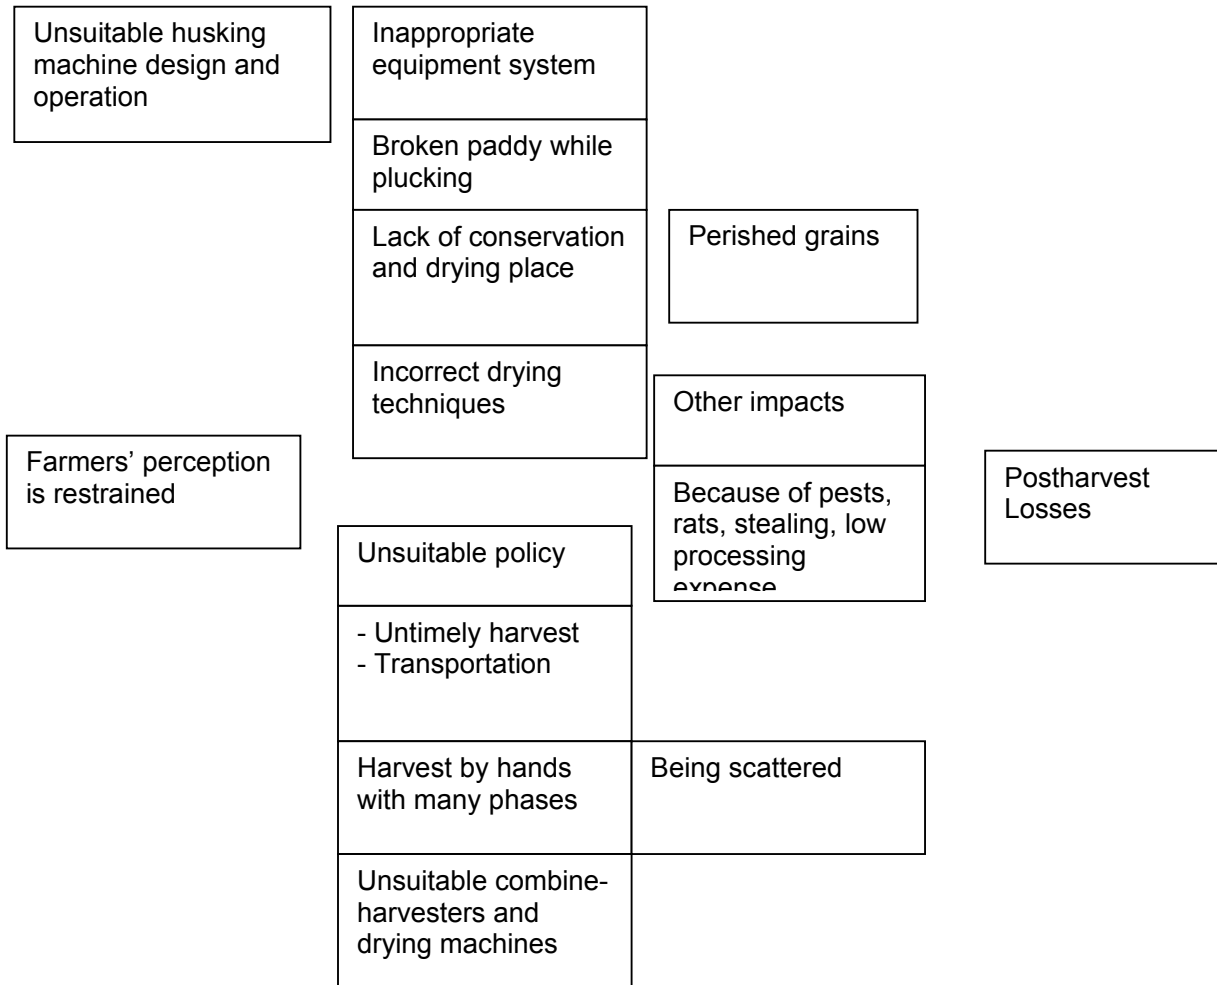 Unsuitable husking
machine design and
operation
Inappropriate
equipment system
Broken paddy while
plucking
Lack of conservation
and drying place
Perished grains
Incorrect drying
techniques
Other impacts
Farmers’ perception
is restrained
Because of pests,
rats, stealing, low
processing
expense
Postharvest
Losses
Unsuitable policy
- Untimely harvest
- Transportation
Harvest by hands
with many phases
Being scattered
Unsuitable combine-
harvesters and
drying machines